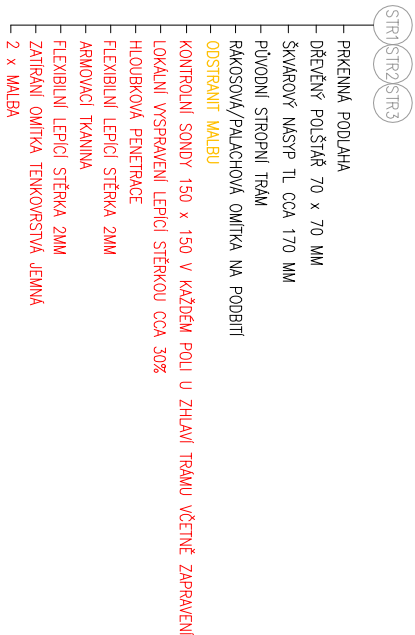 STR1 STR2 STR3
PRKENNÁ PODLAHA
DŘEVĚNÝ POLŠTÁŘ 70 x 70 MM
ŠKVÁROVÝ NÁSYP TL CCA 170 MM
PŮVODNÍ STROPNÍ TRÁM
RÁKOSOVÁ/PALACHOVÁ OMÍTKA NA PODBITÍ
ODSTRANIT MALBU
KONTROLNÍ SONDY 150 x 150 V KAŽDÉM POLI U ZHLAVÍ TRÁMU VČETNĚ ZAPRAVENÍ
LOKÁLNÍ VYSPRAVENÍ LEPÍCÍ STĚRKOU CCA 30%
HLOUBKOVÁ PENETRACE
FLEXIBILNÍ LEPÍCÍ STĚRKA 2MM
ARMOVACÍ TKANINA
FLEXIBILNÍ LEPÍCÍ STĚRKA 2MM
ZATÍRÁNÍ OMÍTKA TENKOVRSTVÁ JEMNÁ
2 x MALBA